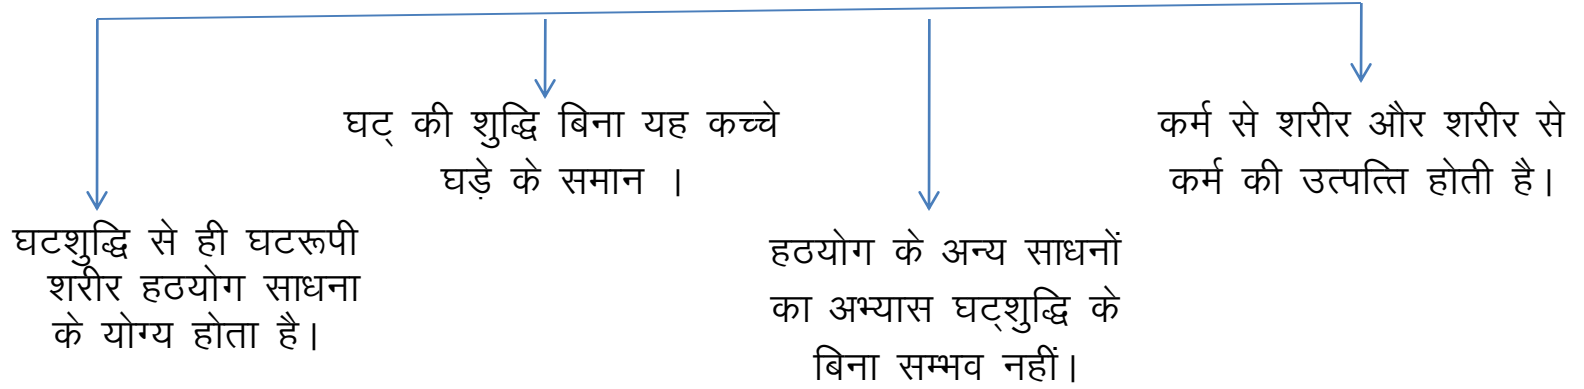 घटशुद्धि से ही घटरूपी
शरीर हठयोग साधना
के योग्य होता है।
घट् की शुद्धि बिना यह कच्चे
घड़े के समान ।
हठयोग के अन्य साधनों
का अभ्यास घट्शुद्धि के
बिना सम्भव नहीं।
कर्म से शरीर और शरीर से
कर्म की उत्पत्ति होती है।